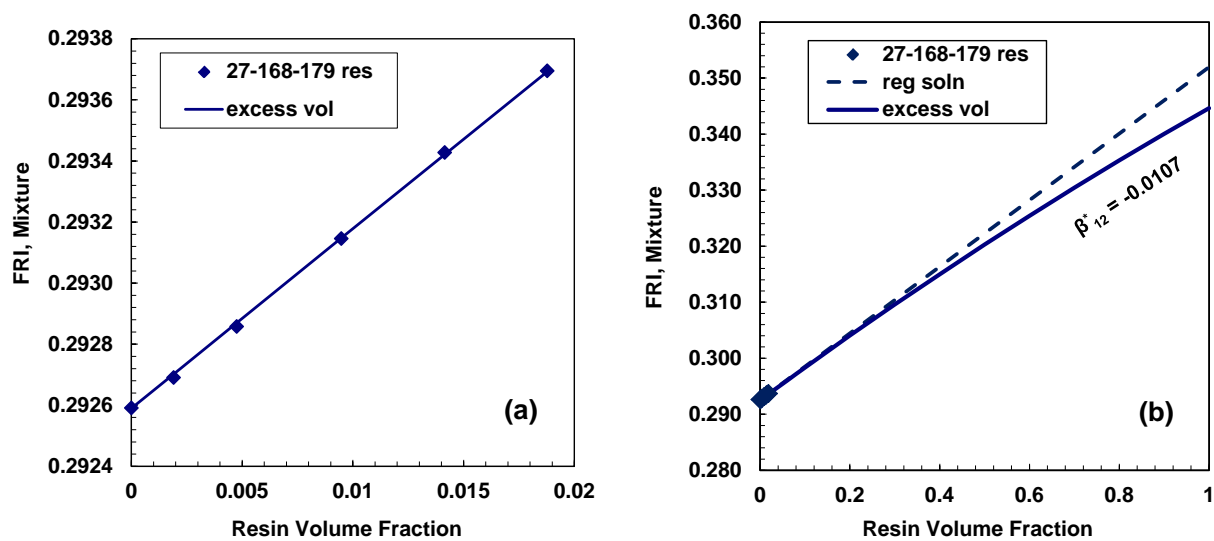 0.2938
0.2936
0.2934
0.2932
0.2930
0.2928
0.2926
0.2924
FRI, Mixture
27-168-179 res
excess vol
(a)
0
0.005
0.01
0.015
0.02
Resin Volume Fraction
0.360
0.350
0.340
0.330
0.320
0.310
0.300
0.290
0.280
FRI, Mixture
27-168-179 res
reg soln
excess vol
β*12 = -0.0107
(b)
0
0.2
0.4
0.6
0.8
1
Resin Volume Fraction